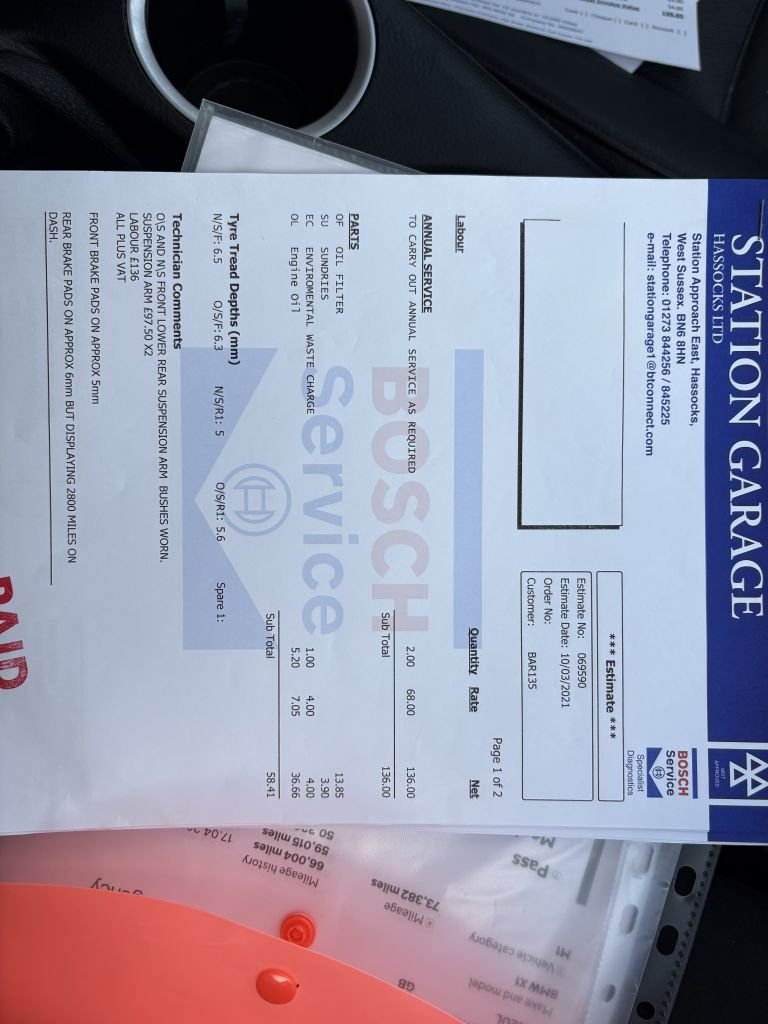 STATION GARAGE
HASSOCKS LTD
MOT
APPROVED
Station Approach East, Hassocks,
West Sussex, BN6 8HN
Telephone: 01273 844256 / 845225
e-mail: stationgarage1@btconnect.com
BOSCH
Service
Specialist
Diagnostics
*** Estimate ***
Estimate No: 069590
Estimate Date: 10/03/2021
Order No:
Customer: BAR135
Page 1 of 2
Labour Quantity Rate Net
ANNUAL SERVICE
TO CARRY OUT ANNUAL SERVICE AS REQUIRED 2.00 68.00 136.00
Sub Total 136.00
BOSCH
Service
PARTS
OF OIL FILTER 13.85
SU SUNDRIES 3.90
EC ENVIROMENTAL WASTE CHARGE 1.00 4.00 4.00
OL Engine Oil 5.20 7.05 36.66
Sub Total 58.41
Tyre Tread Depths (mm)
N/S/F: 6.5 O/S/F: 6.3 N/S/R1: 5 O/S/R1: 5.6 Spare 1:
Technician Comments
O\S AND N\S FRONT LOWER REAR SUSPENSION ARM BUSHES WORN.
SUSPENSION ARM £97.50 X2
LABOUR £136
ALL PLUS VAT
FRONT BRAKE PADS ON APPROX 5mm
REAR BRAKE PADS ON APPROX 6mm BUT DISPLAYING 2800 MILES ON
DASH.
PAID
Make and model
BMW X1
Vehicle category
M1
GB
Mileage
73,382 miles
Pass
Mileage history
66,004 miles
59,015 miles
17.04.20